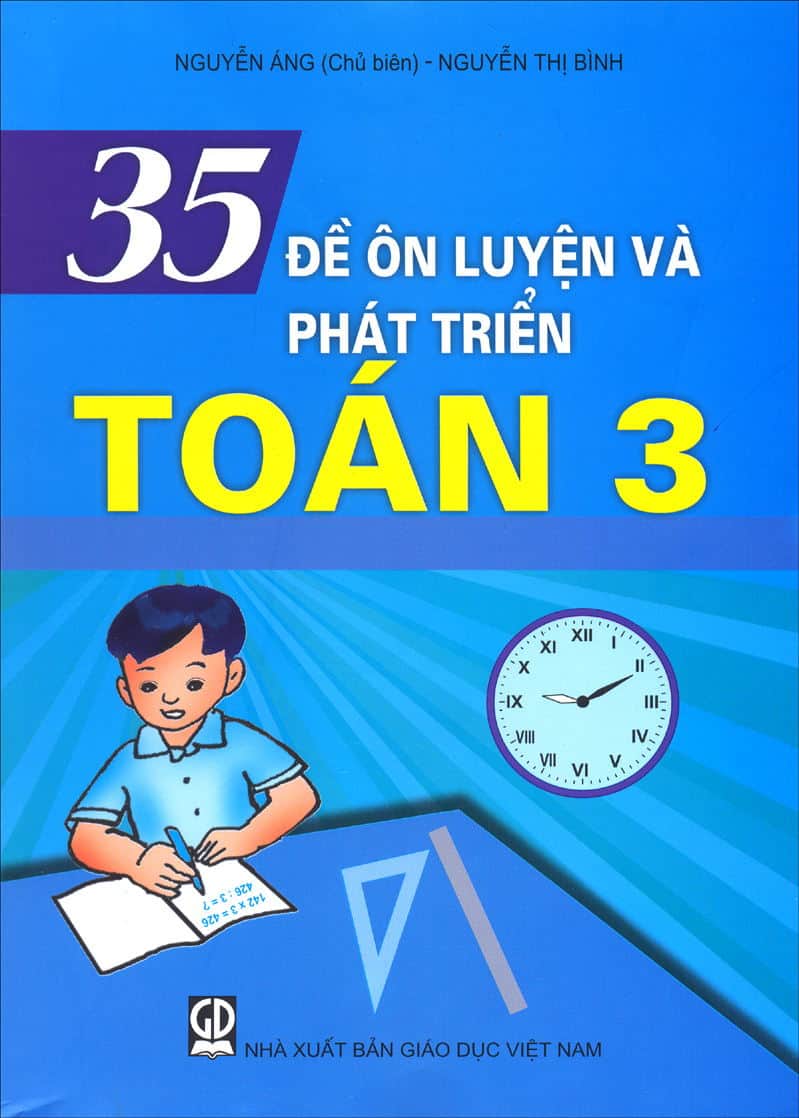 NGUYỄN ÁNG (Chủ biên) - NGUYỄN THỊ BÌNH
35 ĐỀ ÔN LUYỆN VÀ
PHÁT TRIỂN
TOÁN 3
XII
XI I
X II
IX III
VIII IV
VII V
VI
142 x 3 = 426
426 : 3 = ?
GD
NHÀ XUẤT BẢN GIÁO DỤC VIỆT NAM